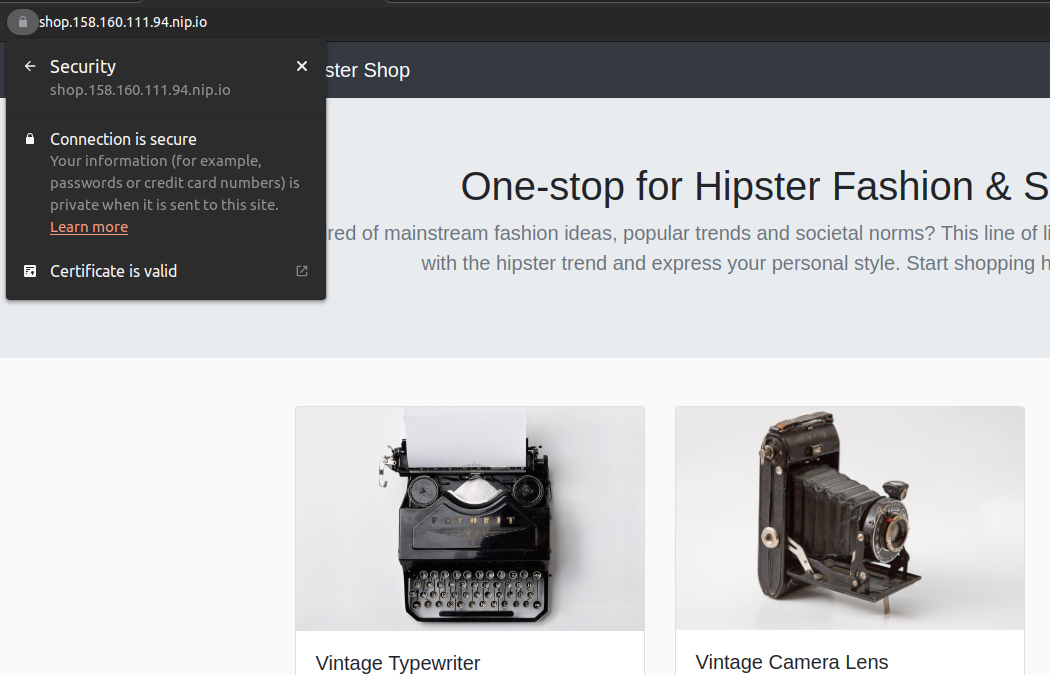 shop.158.160.111.94.nip.io
Security
shop.158.160.111.94.nip.io
Connection is secure
Your information (for example,
passwords or credit card numbers) is
private when it is sent to this site.
Learn more
Certificate is valid
ster Shop
One-stop for Hipster Fashion & S
red of mainstream fashion ideas, popular trends and societal norms? This line of li
with the hipster trend and express your personal style. Start shopping h
Vintage Typewriter
Vintage Camera Lens